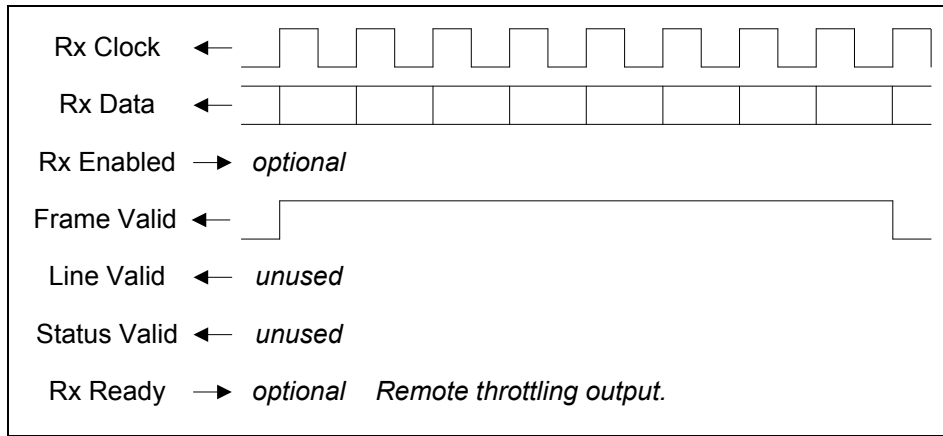 Rx Clock
Rx Data
Rx Enabled optional
Frame Valid
Line Valid unused
Status Valid unused
Rx Ready optional Remote throttling output.